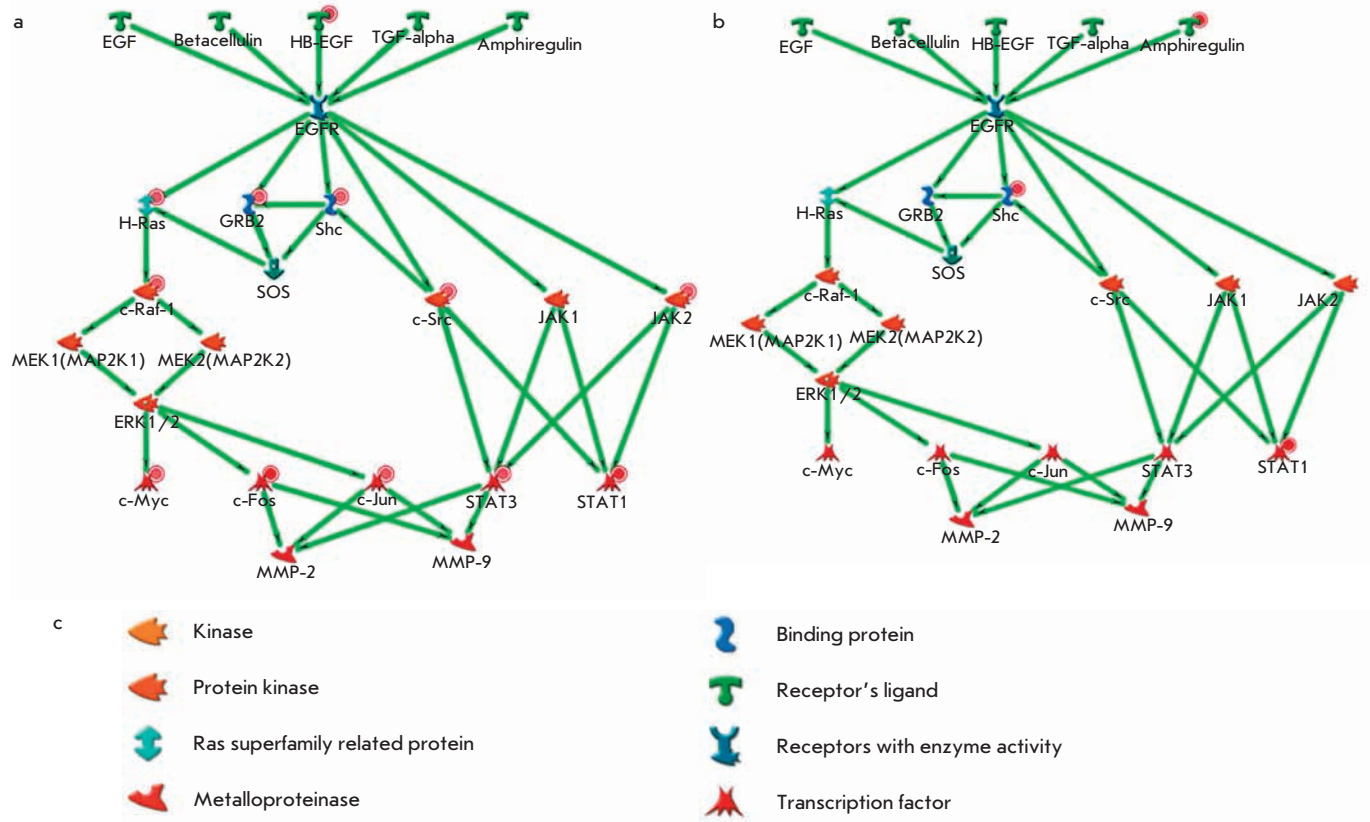 a
EGF
Betacellulin
HB-EGF
TGF-alpha
Amphiregulin
EGFR
H-Ras
GRB2
Shc
SOS
c-Raf-1
c-Src
JAK1
JAK2
MEK1(MAP2K1)
MEK2(MAP2K2)
ERK1/2
c-Myc
c-Fos
c-Jun
STAT3
STAT1
MMP-2
MMP-9
b
EGF
Betacellulin
HB-EGF
TGF-alpha
Amphiregulin
EGFR
H-Ras
GRB2
Shc
SOS
c-Raf-1
c-Src
JAK1
JAK2
MEK1(MAP2K1)
MEK2(MAP2K2)
ERK1/2
c-Myc
c-Fos
c-Jun
STAT3
STAT1
MMP-2
MMP-9
c
Kinase
Protein kinase
Ras superfamily related protein
Metalloproteinase
Binding protein
Receptor's ligand
Receptors with enzyme activity
Transcription factor